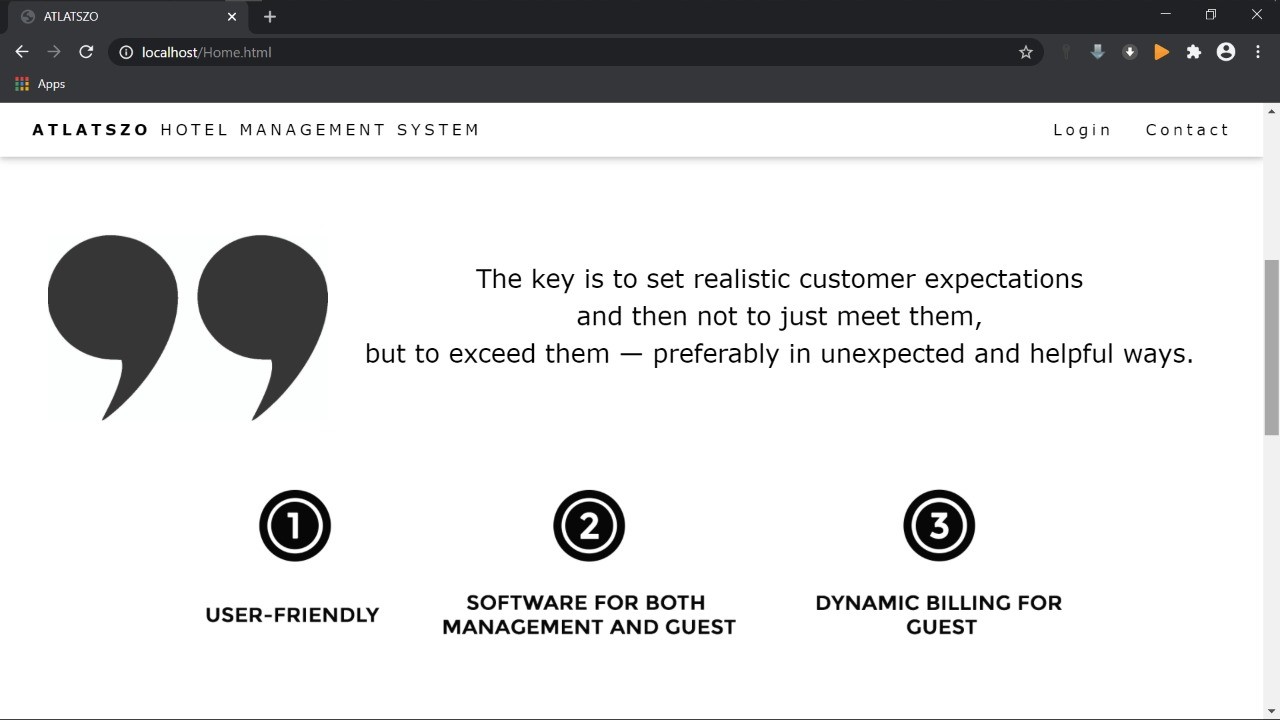 ATLATSZO
localhost/Home.html
Apps
ATLATSZO HOTEL MANAGEMENT SYSTEM
Login
Contact
The key is to set realistic customer expectations
and then not to just meet them,
but to exceed them — preferably in unexpected and helpful ways.
1
2
3
USER-FRIENDLY
SOFTWARE FOR BOTH
MANAGEMENT AND GUEST
DYNAMIC BILLING FOR
GUEST